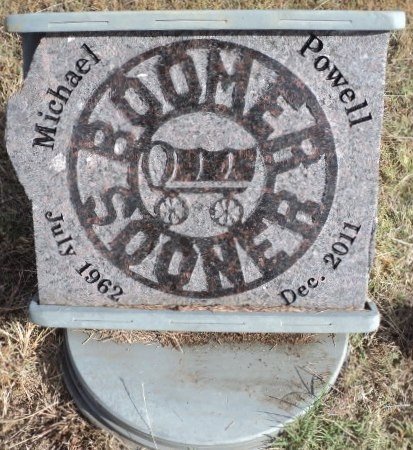 Michael Powell
BOOMER
SOONER
July 1962
Dec. 2011